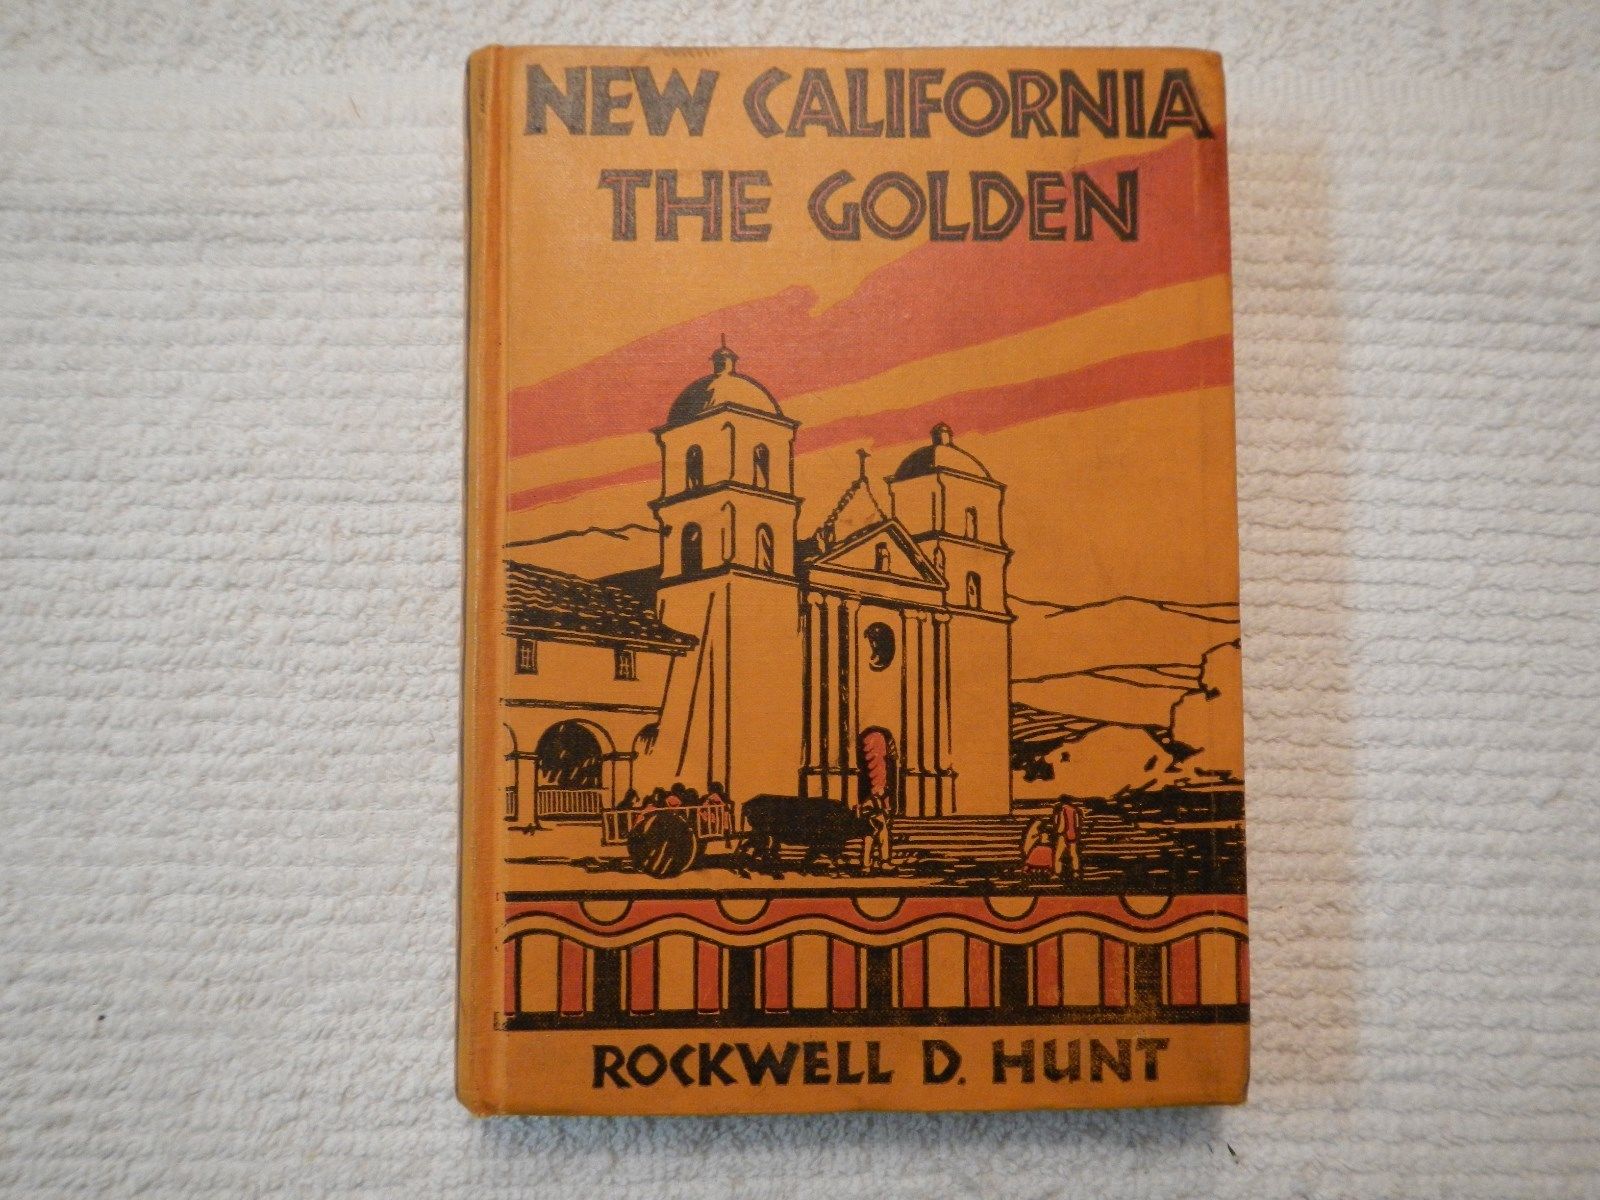 NEW CALIFORNIA
THE GOLDEN
ROCKWELL D. HUNT